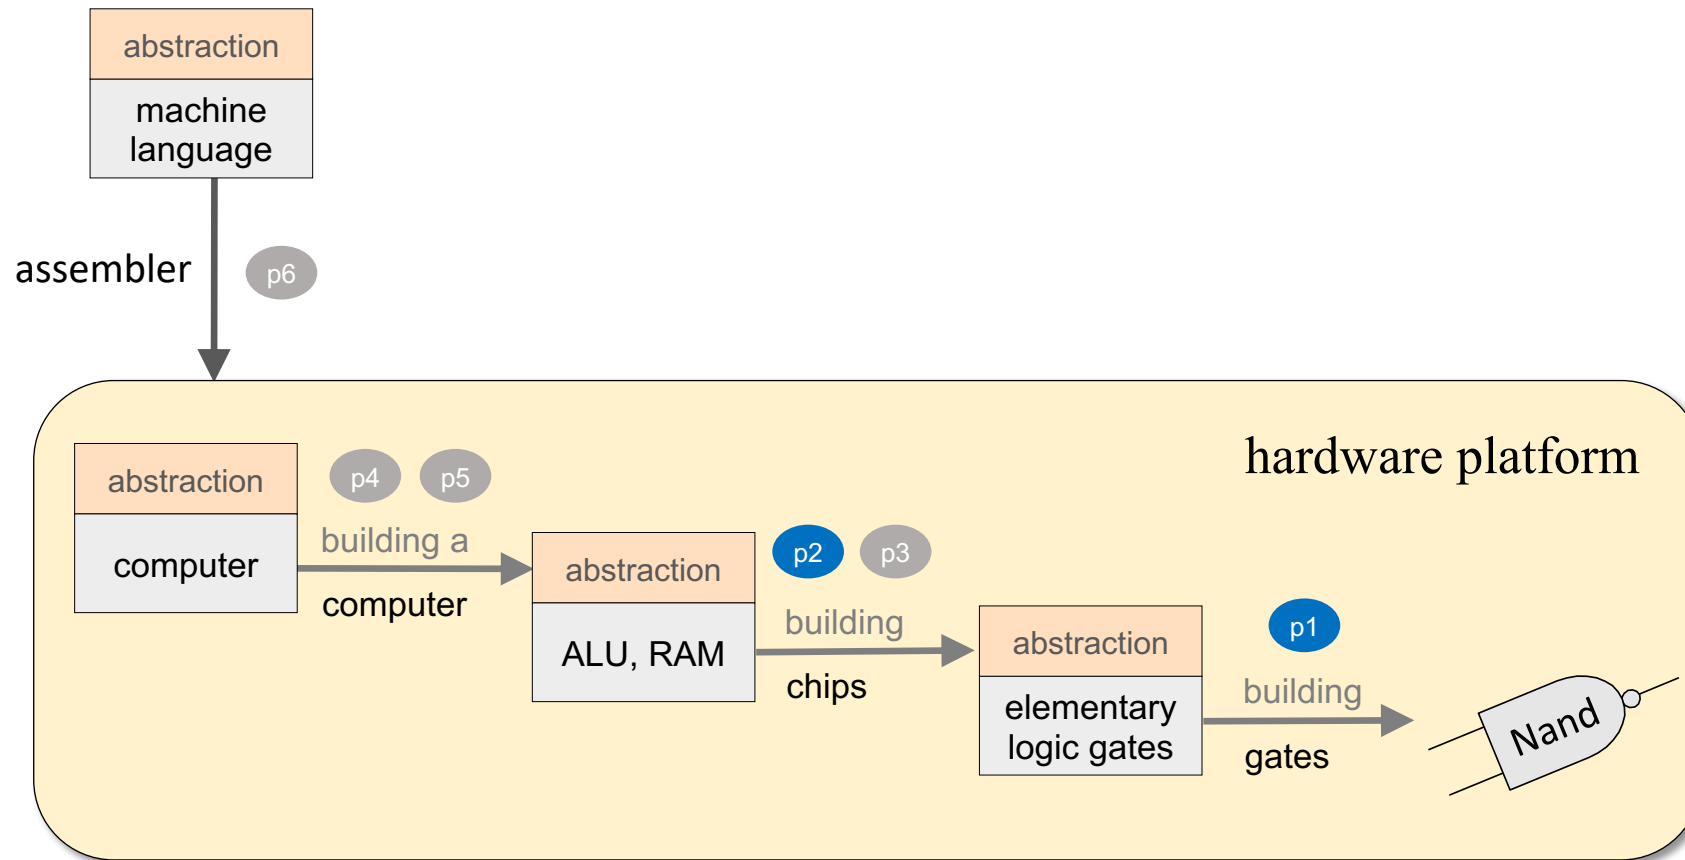 abstraction
machine
language
assembler
p6
hardware platform
abstraction
computer
p4
p5
building a
computer
abstraction
ALU, RAM
p2
p3
building
chips
abstraction
elementary
logic gates
p1
building
gates
Nand